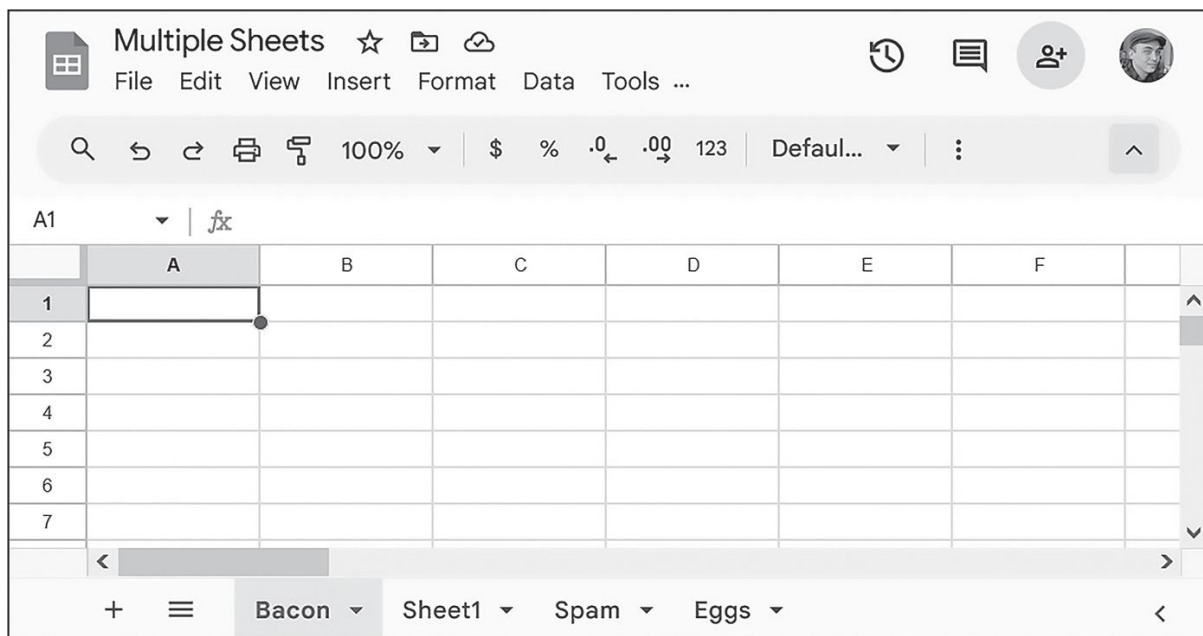 Multiple Sheets
File Edit View Insert Format Data Tools ...
100% $ % .0 .00 123 Defaul...
A1 fx
A B C D E F
1
2
3
4
5
6
7
+ Bacon Sheet1 Spam Eggs